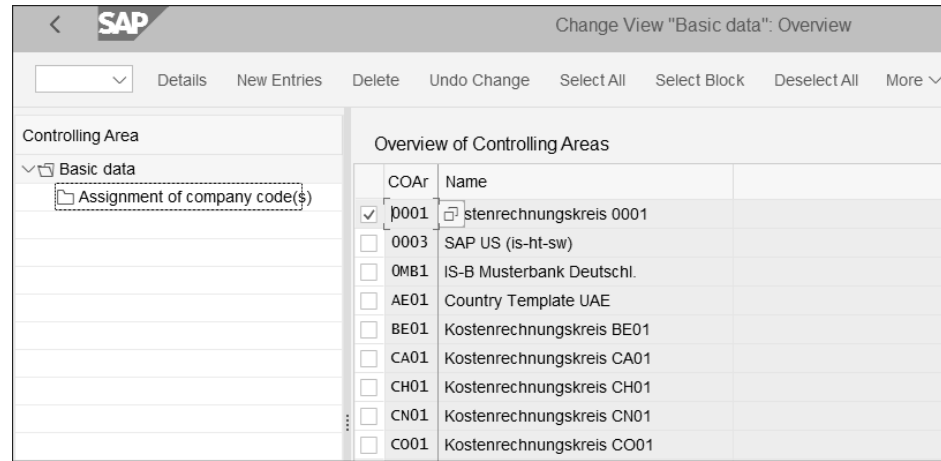 SAP
Change View "Basic data": Overview
Details New Entries Delete Undo Change Select All Select Block Deselect All More
Controlling Area
Basic data
Assignment of company code(s)
Overview of Controlling Areas
COAr Name
0001 stenrechnungskreis 0001
0003 SAP US (is-ht-sw)
0MB1 IS-B Musterbank Deutschl.
AE01 Country Template UAE
BE01 Kostenrechnungskreis BE01
CA01 Kostenrechnungskreis CA01
CH01 Kostenrechnungskreis CH01
CN01 Kostenrechnungskreis CN01
CO01 Kostenrechnungskreis CO01